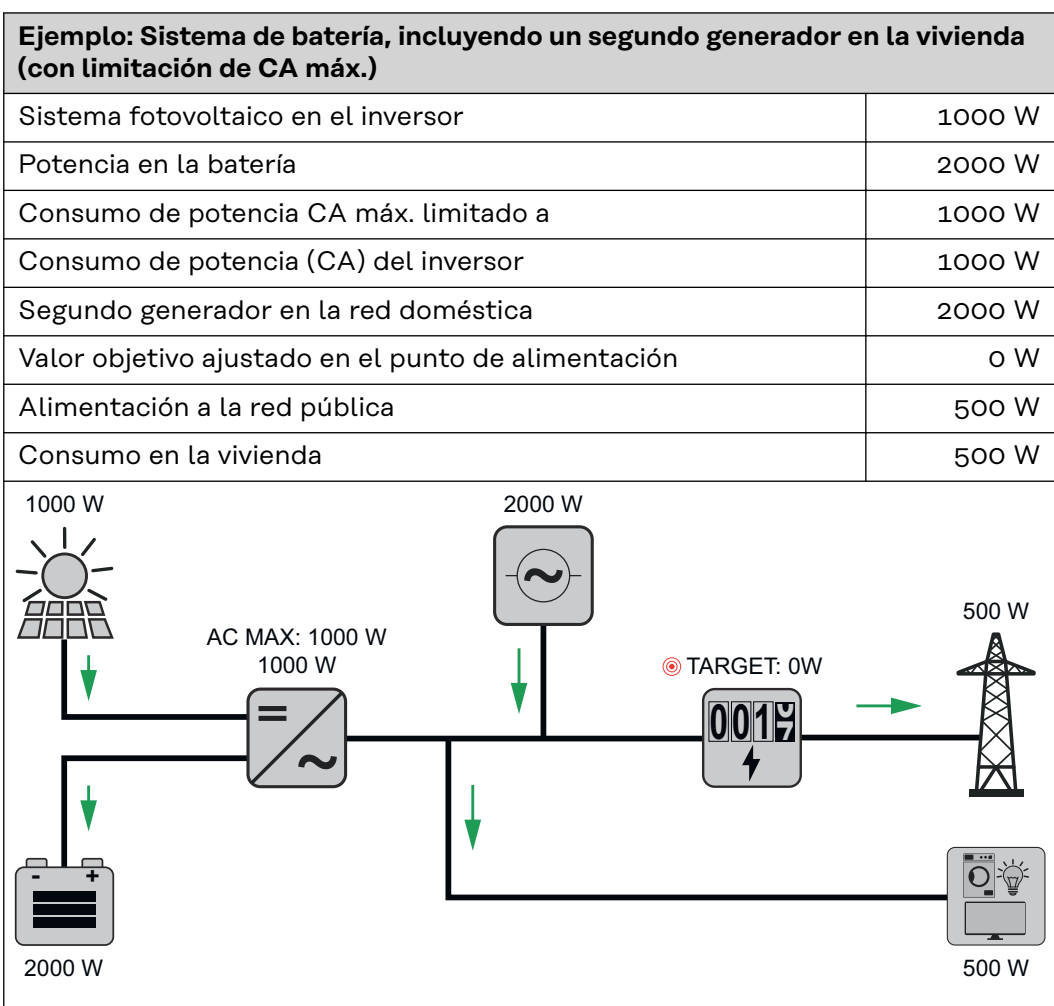 Ejemplo: Sistema de batería, incluyendo un segundo generador en la vivienda
(con limitación de CA máx.)
Sistema fotovoltaico en el inversor 1000 W
Potencia en la batería 2000 W
Consumo de potencia CA máx. limitado a 1000 W
Consumo de potencia (CA) del inversor 1000 W
Segundo generador en la red doméstica 2000 W
Valor objetivo ajustado en el punto de alimentación 0 W
Alimentación a la red pública 500 W
Consumo en la vivienda 500 W
1000 W
2000 W
500 W
AC MAX: 1000 W
1000 W
TARGET: 0W
001
7
- +
2000 W
500 W